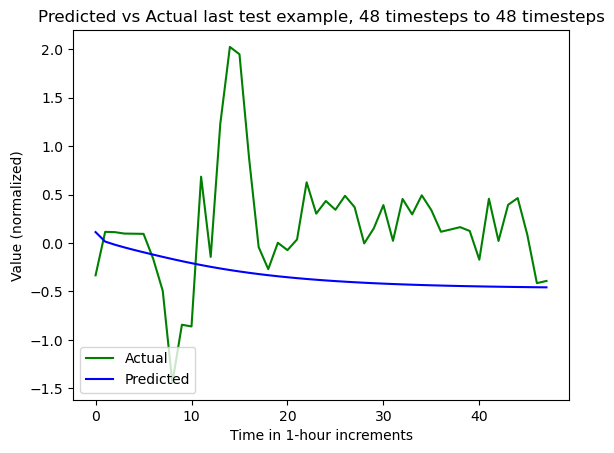 Predicted vs Actual last test example, 48 timesteps to 48 timesteps
Value (normalized)
2.0
1.5
1.0
0.5
0.0
−0.5
−1.0
−1.5
Actual
Predicted
0 10 20 30 40
Time in 1-hour increments